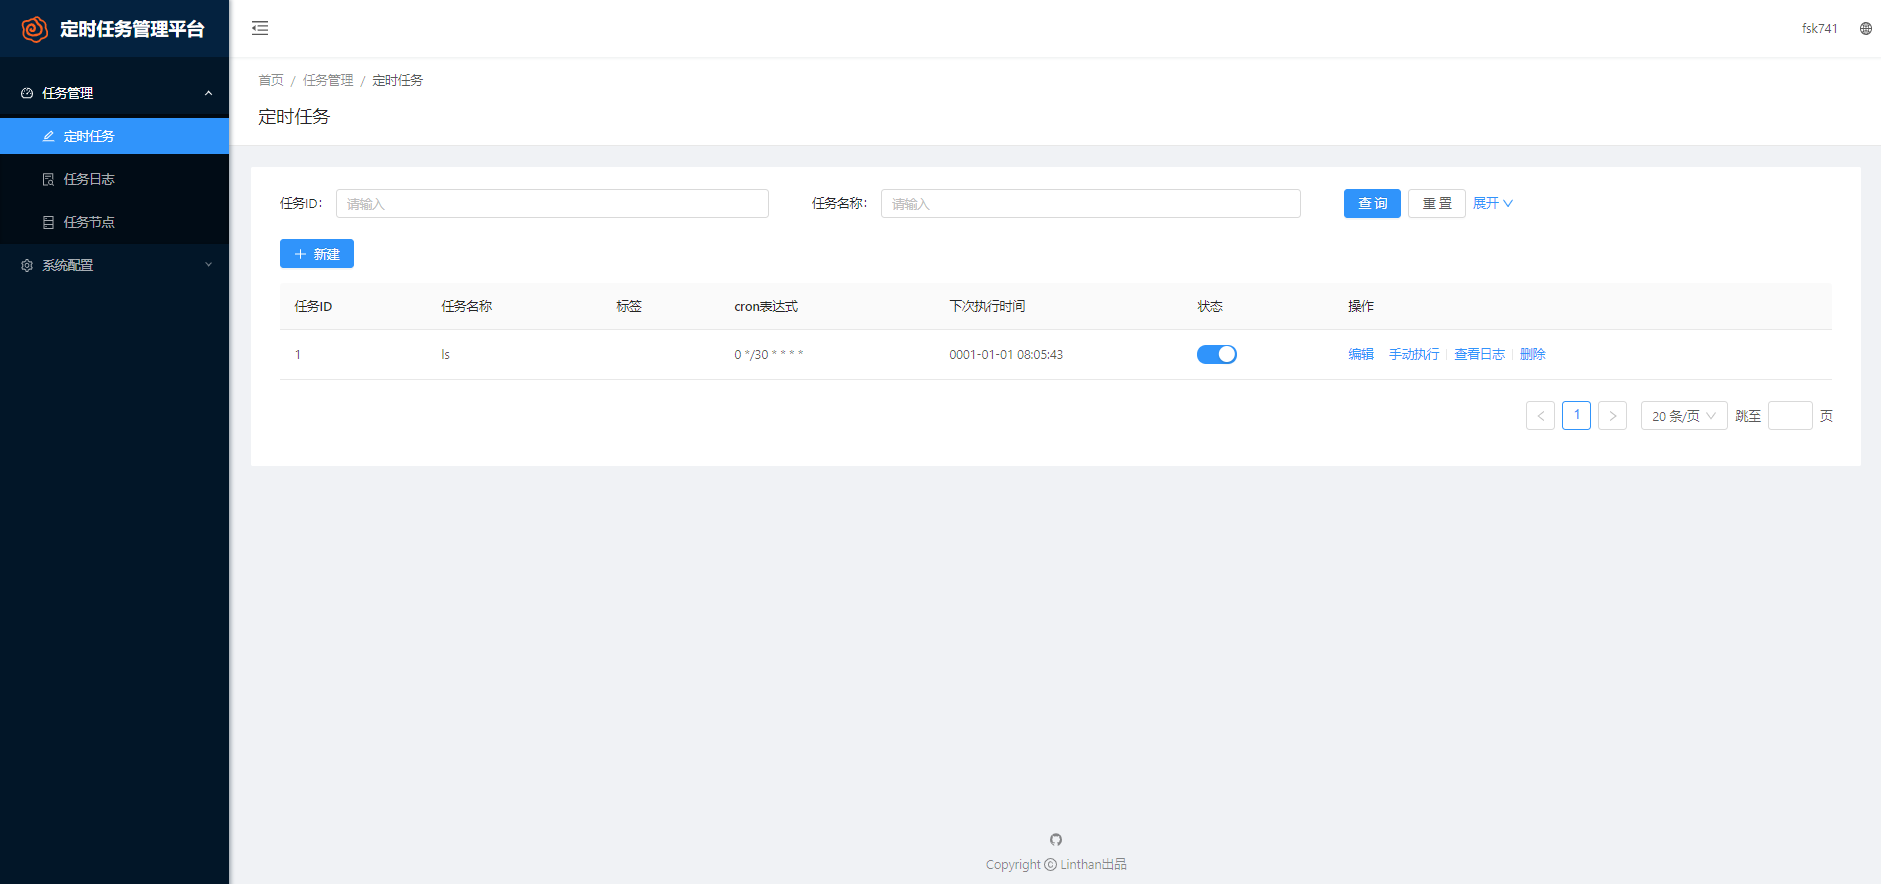 定时任务管理平台
fsk741
任务管理
定时任务
任务日志
任务节点
系统配置
首页 / 任务管理 / 定时任务
定时任务
任务ID: 请输入 任务名称: 请输入 查 询 重 置 展开
新建
任务ID 任务名称 标签 cron表达式 下次执行时间 状态 操作
1 ls 0 */30 * * * * 0001-01-01 08:05:43 编辑 手动执行 查看日志 删除
< 1 > 20 条/页 跳至 页
Copyright © Linthan出品